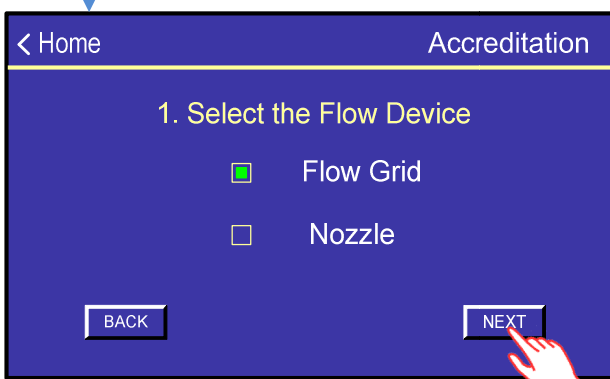 < Home Accreditation
1. Select the Flow Device
Flow Grid
Nozzle
BACK NEXT